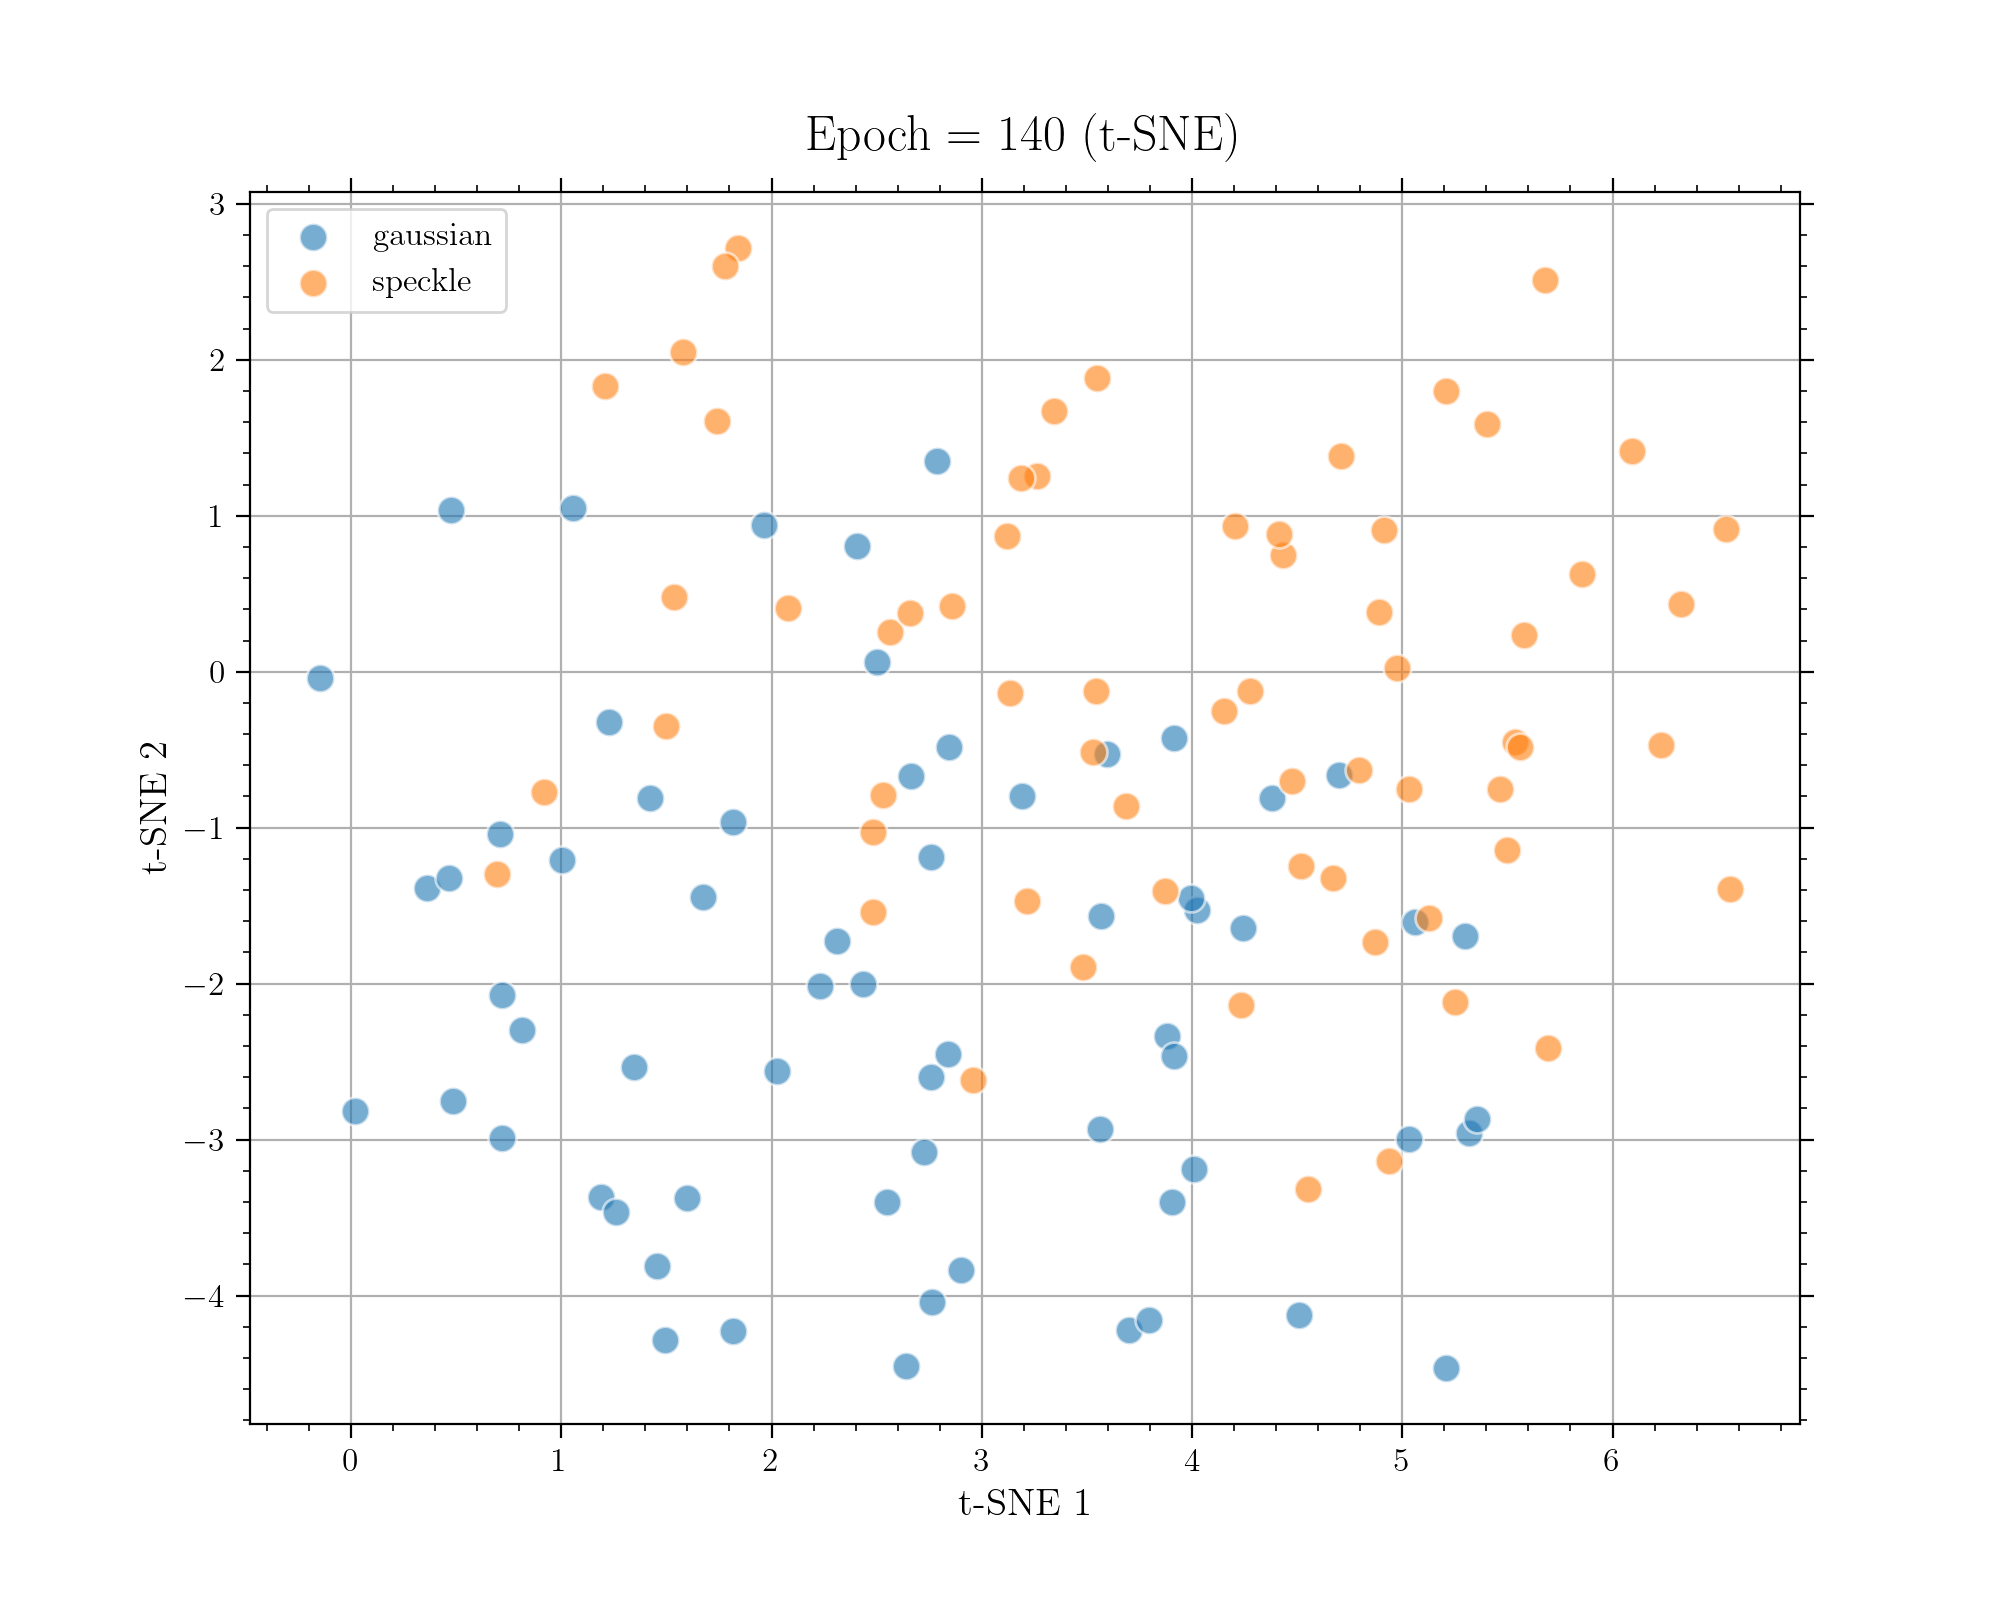 Epoch = 140 (t-SNE)
gaussian
speckle
3
2
1
0
−1
−2
−3
−4
t-SNE 2
0 1 2 3 4 5 6
t-SNE 1